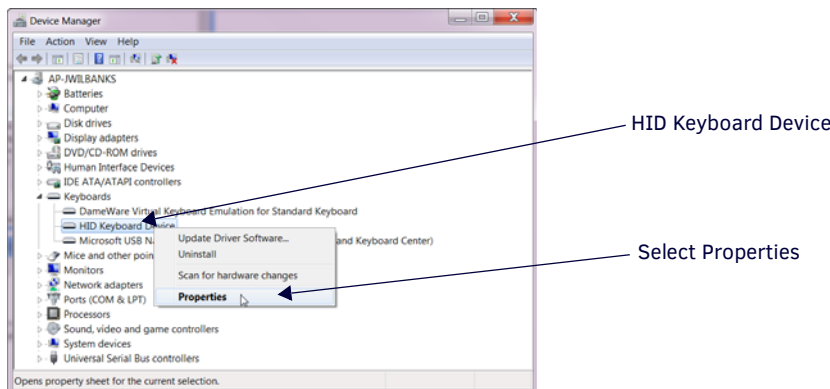 Device Manager
File Action View Help
AP-JWILBANKS
Batteries
Computer
Disk drives
Display adapters
DVD/CD-ROM drives
Human Interface Devices
IDE ATA/ATAPI controllers
Keyboards
DameWare Virtual Keyboard Emulation for Standard Keyboard
HID Keyboard Device
Microsoft USB Na and Keyboard Center)
Mice and other poin
Monitors
Network adapters
Ports (COM & LPT)
Processors
Sound, video and game controllers
System devices
Universal Serial Bus controllers
Update Driver Software...
Uninstall
Scan for hardware changes
Properties
Opens property sheet for the current selection.
HID Keyboard Device
Select Properties